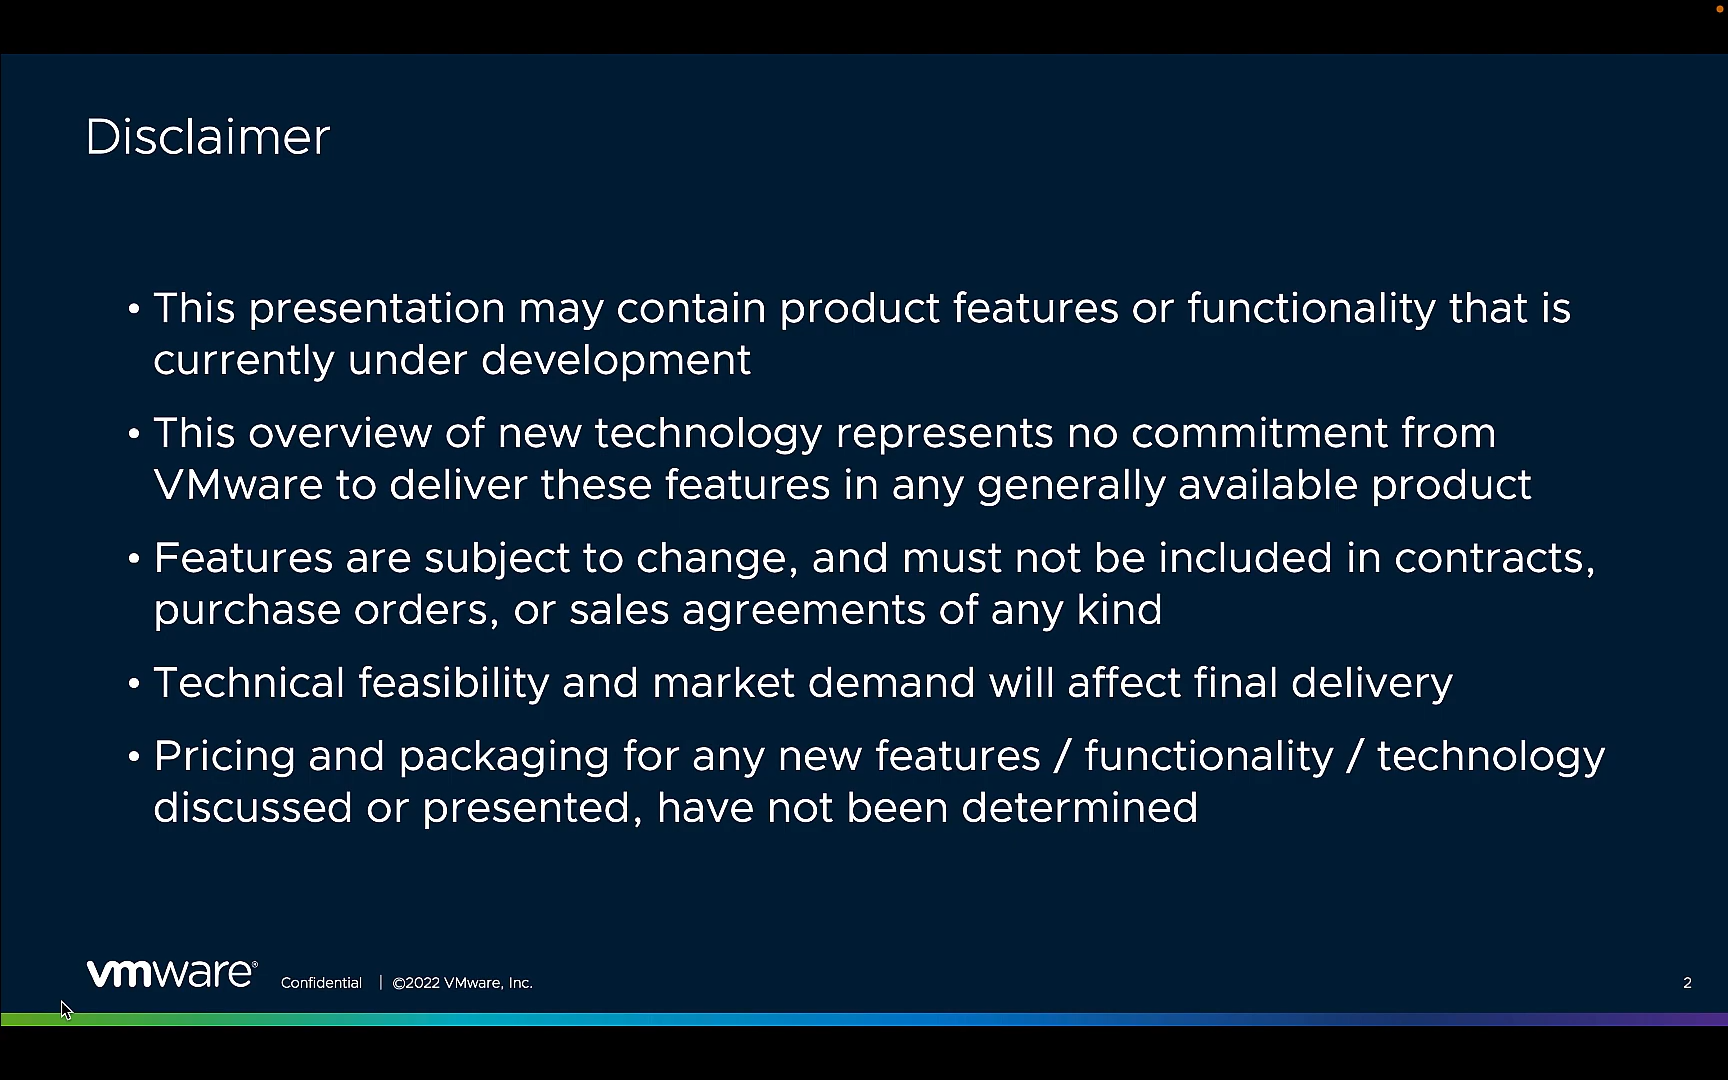 Disclaimer
• This presentation may contain product features or functionality that is
currently under development
• This overview of new technology represents no commitment from
VMware to deliver these features in any generally available product
• Features are subject to change, and must not be included in contracts,
purchase orders, or sales agreements of any kind
• Technical feasibility and market demand will affect final delivery
• Pricing and packaging for any new features / functionality / technology
discussed or presented, have not been determined
vmware® Confidential | ©2022 VMware, Inc. 2